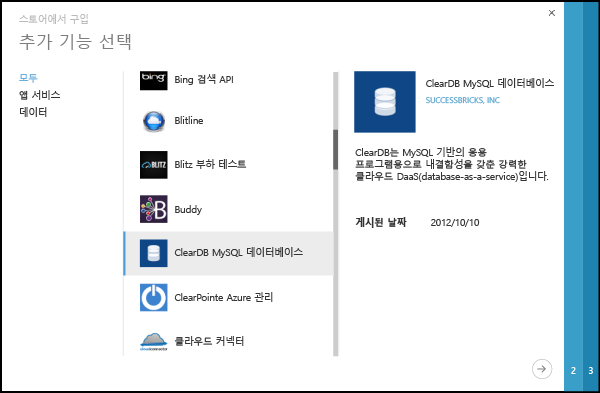 스토어에서 구입
추가 기능 선택
모두
앱 서비스
데이터
bing
Bing 검색 API
Blitline
BLITZ
Blitz 부하 테스트
B
Buddy
ClearDB MySQL 데이터베이스
ClearPointe Azure 관리
cloudconnector
클라우드 커넥터
ClearDB MySQL 데이터베이스
SUCCESSBRICKS, INC
ClearDB는 MySQL 기반의 응용
프로그램용으로 내결함성을 갖춘 강력한
클라우드 DaaS(database-as-a-service)입니다.
게시된 날짜 2012/10/10
2 3